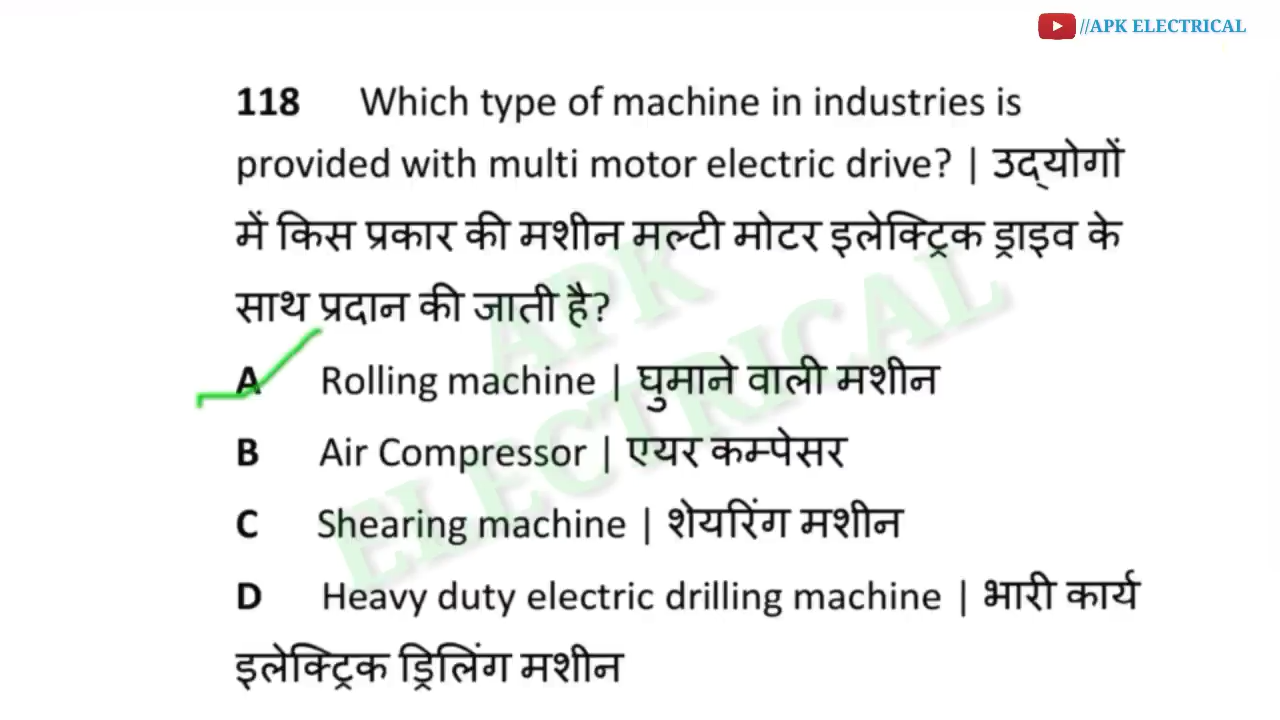 //APK ELECTRICAL
118 Which type of machine in industries is
provided with multi motor electric drive? | उद्योगों
में किस प्रकार की मशीन मल्टी मोटर इलेक्ट्रिक ड्राइव के
साथ प्रदान की जाती है?
A Rolling machine | घुमाने वाली मशीन
B Air Compressor | एयर कम्पेसर
C Shearing machine | शेयरिंग मशीन
D Heavy duty electric drilling machine | भारी कार्य
इलेक्ट्रिक ड्रिलिंग मशीन
APK
ELECTRICAL